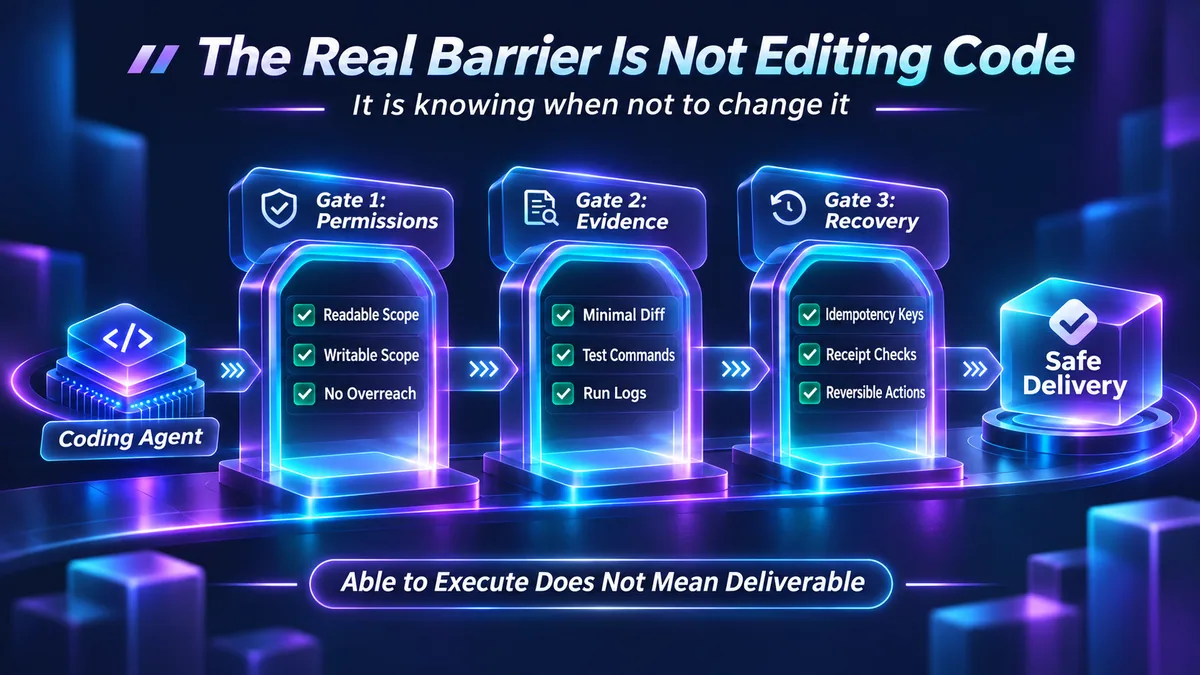 The Real Barrier Is Not Editing Code
It is knowing when not to change it
Gate 1:
Permissions
Readable Scope
Writable Scope
No Overreach
Gate 2:
Evidence
Minimal Diff
Test Commands
Run Logs
Gate 3:
Recovery
Idempotency Keys
Receipt Checks
Reversible Actions
</>
Coding Agent
Safe
Delivery
Able to Execute Does Not Mean Deliverable